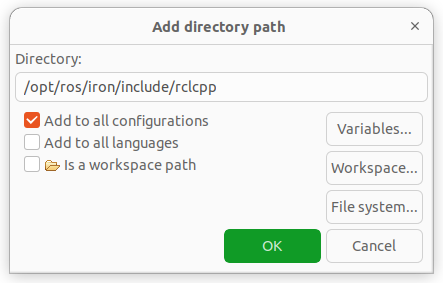 Add directory path
×
Directory:
/opt/ros/iron/include/rclcpp
Add to all configurations
Add to all languages
Is a workspace path
Variables...
Workspace...
File system...
OK
Cancel